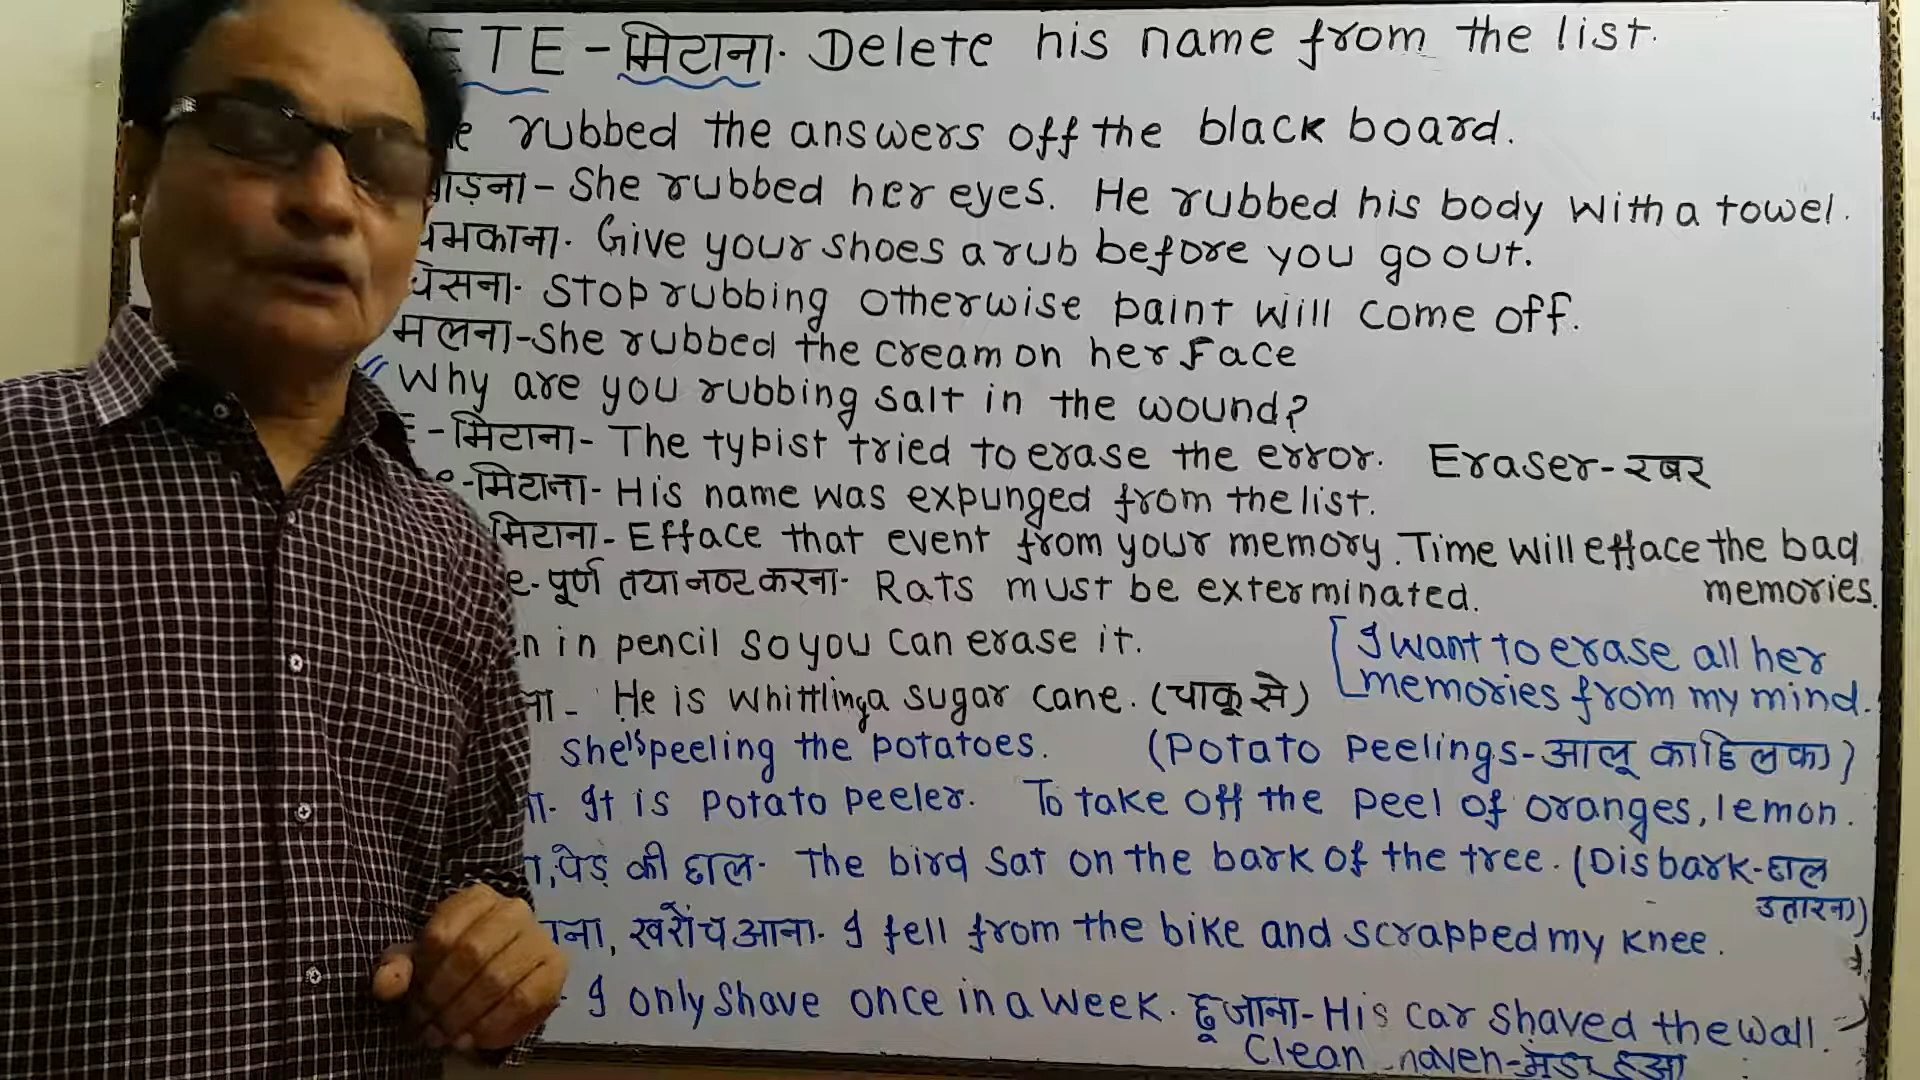 ETE - मिटाना. Delete his name from the list.
e rubbed the answers off the black board.
ाड़ना - She rubbed her eyes. He rubbed his body with a towel.
चमकाना. Give your shoes a rub before you go out.
घिसना. Stop rubbing otherwise paint will come off.
मलना - She rubbed the cream on her Face
Why are you rubbing salt in the wound?
E - मिटाना - The typist tried to erase the error. Eraser - रबर
e - मिटाना - His name was expunged from the list.
मिटाना - Efface that event from your memory. Time will efface the bad
memories.
e - पूर्ण तया नष्ट करना - Rats must be exterminated.
en in pencil so you can erase it.
[I want to erase all her
memories from my mind.
ना - He is whittling a sugar cane. (चाकू से)
She is peeling the potatoes. (Potato peelings - आलू का छिलका)
ना. It is potato peeler. To take off the peel of oranges, lemon.
पेड़ की छाल - The bird sat on the bark of the tree. (Disbark - छाल
उतारना)
ना, खरोंच आना. I fell from the bike and scrapped my knee.
- I only shave once in a week. छू जाना - His car shaved the wall.
Clean